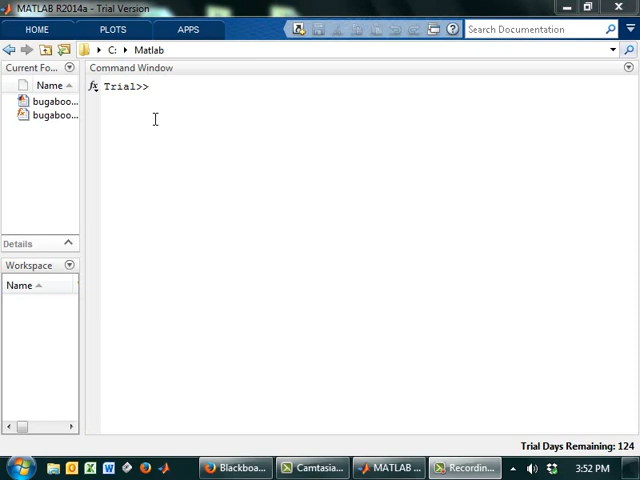 MATLAB R2014a - Trial Version
HOME PLOTS APPS
Search Documentation
C: Matlab
Current Fo... Command Window
Name
Trial>>
bugaboo...
bugaboo...
Details
Workspace
Name
Trial Days Remaining: 124
Blackboa... Camtasia... MATLAB ... Recordin... 3:52 PM